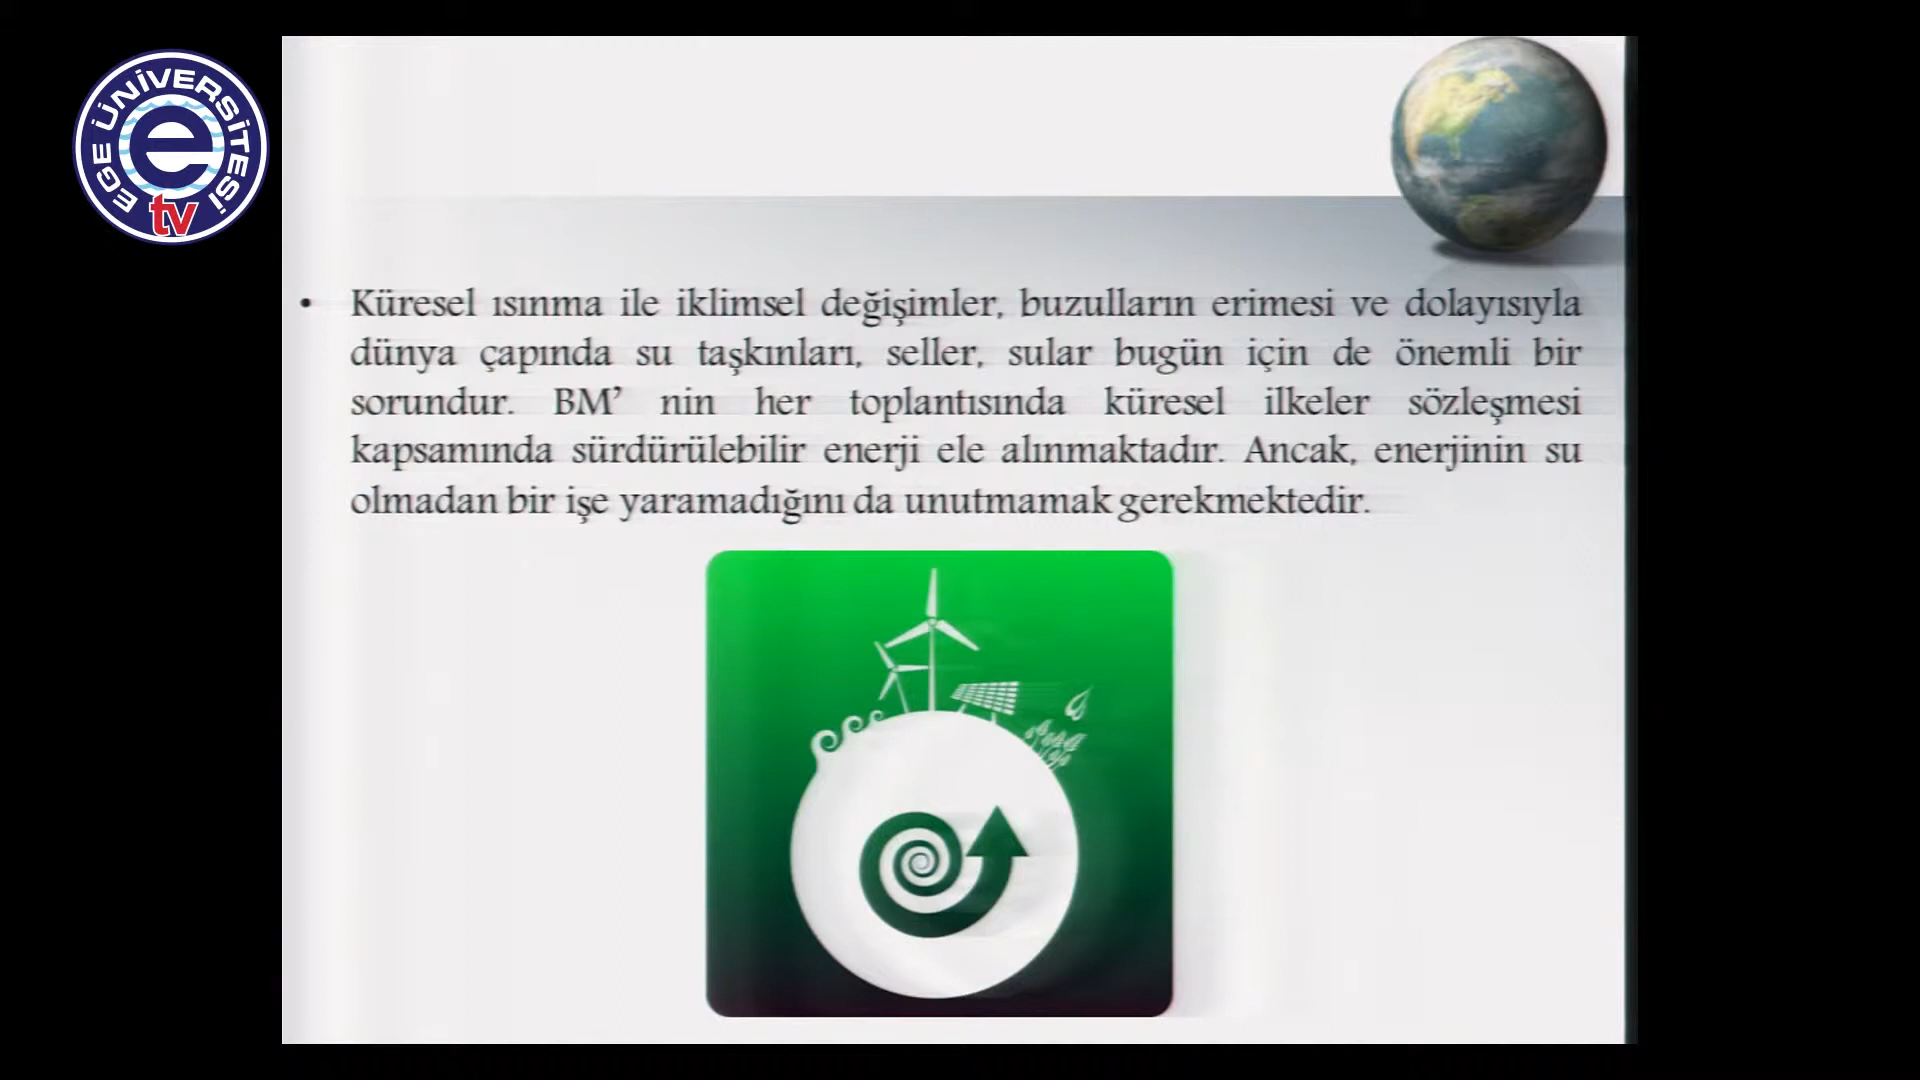 EGE ÜNİVERSİTESİ
e
tv
• Küresel ısınma ile iklimsel değişimler, buzulların erimesi ve dolayısıyla
dünya çapında su taşkınları, seller, sular bugün için de önemli bir
sorundur. BM’ nin her toplantısında küresel ilkeler sözleşmesi
kapsamında sürdürülebilir enerji ele alınmaktadır. Ancak, enerjinin su
olmadan bir işe yaramadığını da unutmamak gerekmektedir.